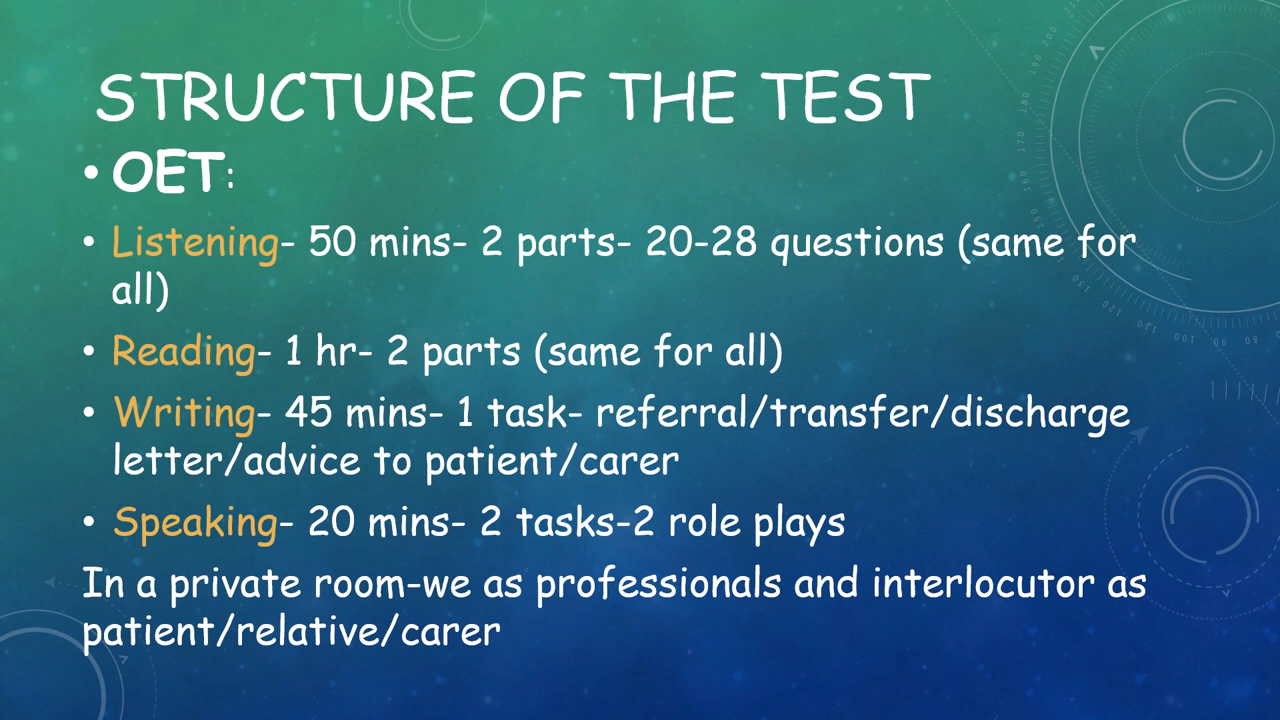 STRUCTURE OF THE TEST
• OET:
• Listening- 50 mins- 2 parts- 20-28 questions (same for
all)
• Reading- 1 hr- 2 parts (same for all)
• Writing- 45 mins- 1 task- referral/transfer/discharge
letter/advice to patient/carer
• Speaking- 20 mins- 2 tasks-2 role plays
In a private room-we as professionals and interlocutor as
patient/relative/carer